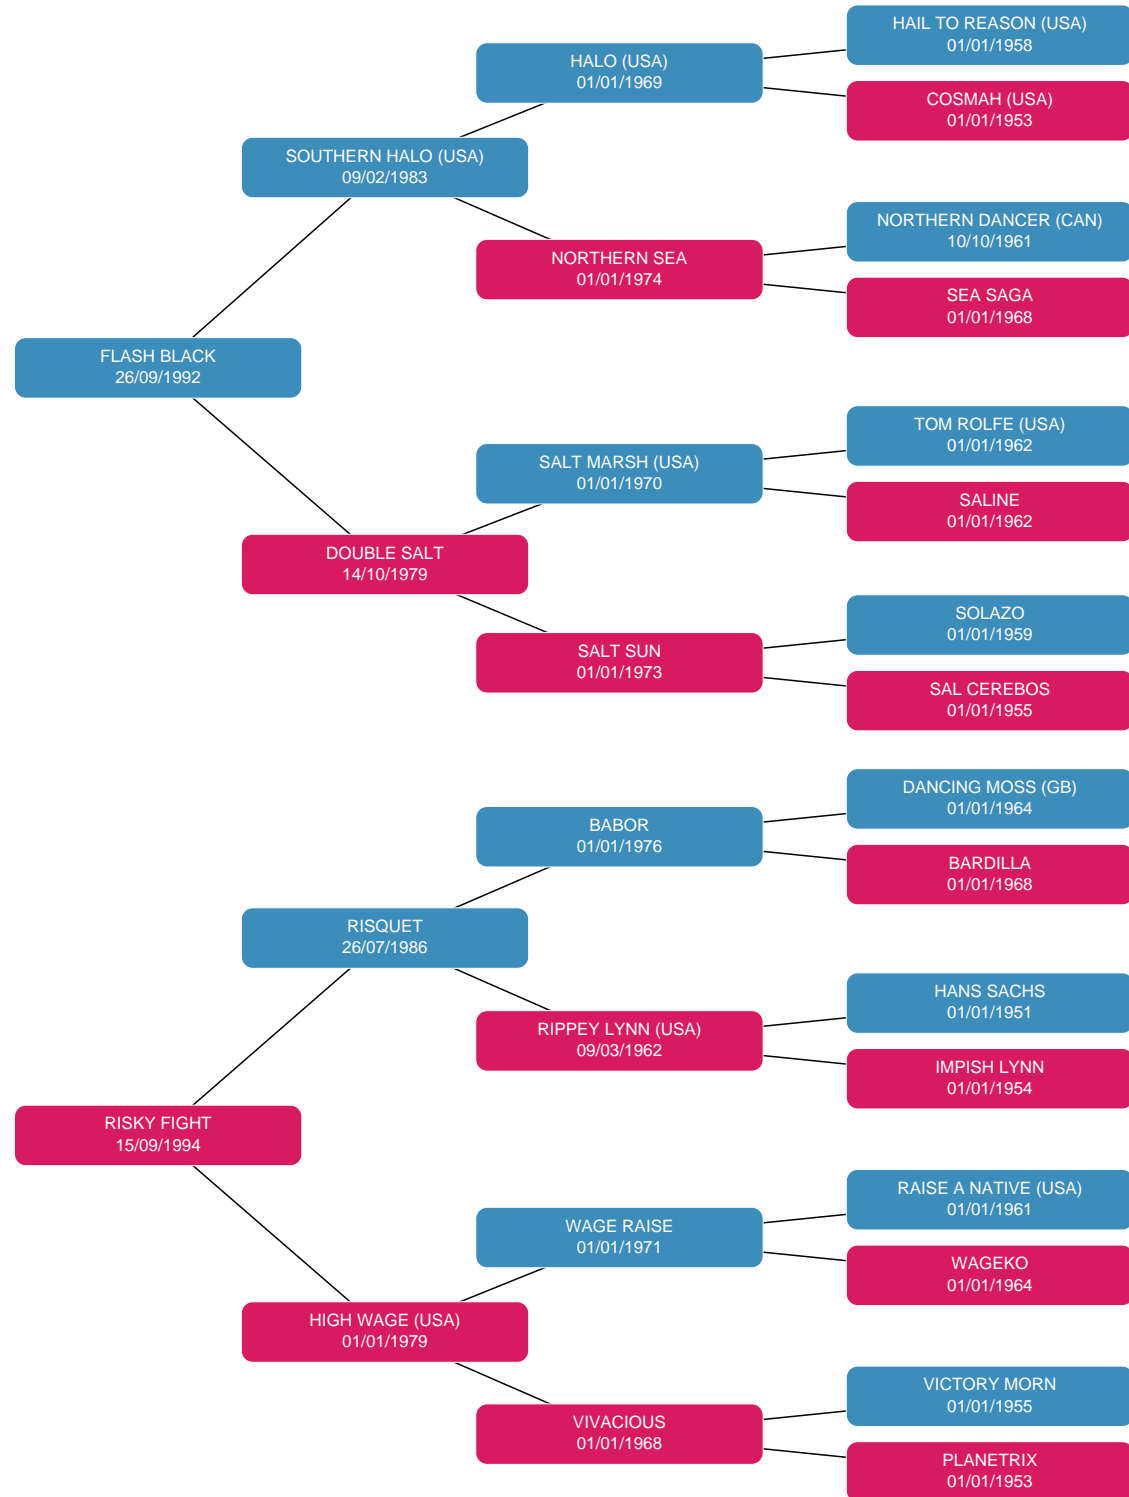 HAIL TO REASON (USA)
01/01/1958
HALO (USA)
01/01/1969
COSMAH (USA)
01/01/1953
SOUTHERN HALO (USA)
09/02/1983
NORTHERN DANCER (CAN)
10/10/1961
NORTHERN SEA
01/01/1974
SEA SAGA
01/01/1968
FLASH BLACK
26/09/1992
TOM ROLFE (USA)
01/01/1962
SALT MARSH (USA)
01/01/1970
SALINE
01/01/1962
DOUBLE SALT
14/10/1979
SOLAZO
01/01/1959
SALT SUN
01/01/1973
SAL CEREBOS
01/01/1955
DANCING MOSS (GB)
01/01/1964
BABOR
01/01/1976
BARDILLA
01/01/1968
RISQUET
26/07/1986
HANS SACHS
01/01/1951
RIPPEY LYNN (USA)
09/03/1962
IMPISH LYNN
01/01/1954
RISKY FIGHT
15/09/1994
RAISE A NATIVE (USA)
01/01/1961
WAGE RAISE
01/01/1971
WAGEKO
01/01/1964
HIGH WAGE (USA)
01/01/1979
VICTORY MORN
01/01/1955
VIVACIOUS
01/01/1968
PLANETRIX
01/01/1953